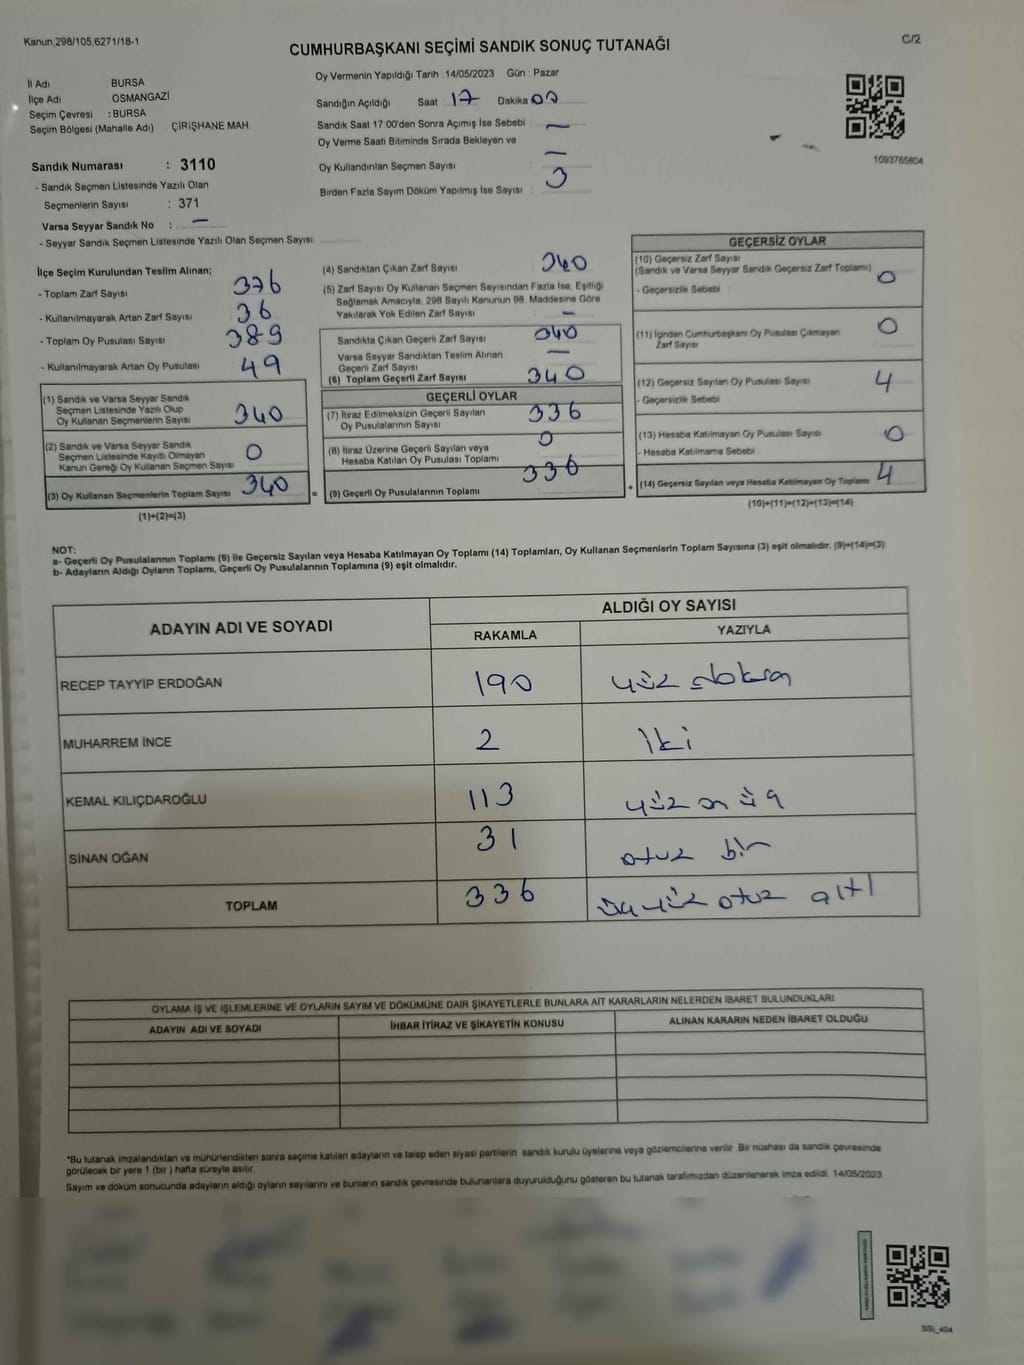 Kanun,298/105,6271/18-1
C/2
CUMHURBAŞKANI SEÇİMİ SANDIK SONUÇ TUTANAĞI
İl Adı : BURSA
İlçe Adı : OSMANGAZİ
Seçim Çevresi : BURSA
Seçim Bölgesi (Mahalle Adı) : ÇİRİŞHANE MAH.
Sandık Numarası : 3110
- Sandık Seçmen Listesinde Yazılı Olan
Seçmenlerin Sayısı : 371
Varsa Seyyar Sandık No : —
- Seyyar Sandık Seçmen Listesinde Yazılı Olan Seçmen Sayısı:
Oy Vermenin Yapıldığı Tarih : 14/05/2023 Gün : Pazar
Sandığın Açıldığı Saat 17 Dakika 00
Sandık Saat 17:00'den Sonra Açımış İse Sebebi : —
Oy Verme Saati Bitiminde Sırada Bekleyen ve
Oy Kullandırılan Seçmen Sayısı : —
Birden Fazla Sayım Döküm Yapılmış İse Sayısı : 3
1093765804
İlçe Seçim Kurulundan Teslim Alınan;
- Toplam Zarf Sayısı 376
- Kullanılmayarak Artan Zarf Sayısı 36
- Toplam Oy Pusulası Sayısı 389
- Kullanılmayarak Artan Oy Pusulası 49
(1) Sandık ve Varsa Seyyar Sandık
Seçmen Listesinde Yazılı Olup
Oy Kullanan Seçmenlerin Sayısı 340
(2) Sandık ve Varsa Seyyar Sandık
Seçmen Listesinde Kayıtlı Olmayan
Kanun Gereği Oy Kullanan Seçmen Sayısı 0
(3) Oy Kullanan Seçmenlerin Toplam Sayısı 340
(1)+(2)=(3)
(4) Sandıktan Çıkan Zarf Sayısı 340
(5) Zarf Sayısı Oy Kullanan Seçmen Sayısından Fazla İse, Eşitliği
Sağlamak Amacıyla, 298 Sayılı Kanunun 98. Maddesine Göre
Yakılarak Yok Edilen Zarf Sayısı —
Sandıkta Çıkan Geçerli Zarf Sayısı 340
Varsa Seyyar Sandıktan Teslim Alınan
Geçerli Zarf Sayısı —
(6) Toplam Geçerli Zarf Sayısı 340
GEÇERLİ OYLAR
(7) İtiraz Edilmeksizin Geçerli Sayılan
Oy Pusulalarının Sayısı 336
(8) İtiraz Üzerine Geçerli Sayılan veya
Hesaba Katılan Oy Pusulası Toplamı 0
= (9) Geçerli Oy Pusulalarının Toplamı 336
GEÇERSİZ OYLAR
(10) Geçersiz Zarf Sayısı
(Sandık ve Varsa Seyyar Sandık Geçersiz Zarf Toplamı) 0
- Geçersizlik Sebebi
(11) İçinden Cumhurbaşkanı Oy Pusulası Çıkmayan
Zarf Sayısı 0
(12) Geçersiz Sayılan Oy Pusulası Sayısı 4
- Geçersizlik Sebebi
(13) Hesaba Katılmayan Oy Pusulası Sayısı 0
- Hesaba Katılmama Sebebi
+ (14) Geçersiz Sayılan veya Hesaba Katılmayan Oy Toplamı 4
(10)+(11)+(12)+(13)=(14)
NOT:
a- Geçerli Oy Pusulalarının Toplamı (9) ile Geçersiz Sayılan veya Hesaba Katılmayan Oy Toplamı (14) Toplamları, Oy Kullanan Seçmenlerin Toplam Sayısına (3) eşit olmalıdır. (9)+(14)=(3)
b- Adayların Aldığı Oyların Toplamı, Geçerli Oy Pusulalarının Toplamına (9) eşit olmalıdır.
ADAYIN ADI VE SOYADI
ALDIĞI OY SAYISI
RAKAMLA YAZIYLA
RECEP TAYYİP ERDOĞAN 190 yüz doksan
MUHARREM İNCE 2 iki
KEMAL KILIÇDAROĞLU 113 yüz on üç
SİNAN OĞAN 31 otuz bir
TOPLAM 336 üç yüz otuz altı
OYLAMA İŞ VE İŞLEMLERİNE VE OYLARIN SAYIM VE DÖKÜMÜNE DAİR ŞİKAYETLERLE BUNLARA AİT KARARLARIN NELERDEN İBARET BULUNDUKLARI
ADAYIN ADI VE SOYADI İHBAR İTİRAZ VE ŞİKAYETİN KONUSU ALINAN KARARIN NEDEN İBARET OLDUĞU
*Bu tutanak imzalandıktan ve mühürlendikten sonra seçime katılan adayların ve talep eden siyasi partilerin sandık kurulu üyelerine veya gözlemcilerine verilir. Bir nüshası da sandık çevresinde
görülecek bir yere 1 (bir) hafta süreyle asılır.
Sayım ve döküm sonucunda adayların aldığı oyların sayılarını ve bunların sandık çevresinde bulunanlara duyurulduğunu gösteren bu tutanak tarafımızdan düzenlenerek imza edildi. 14/05/2023